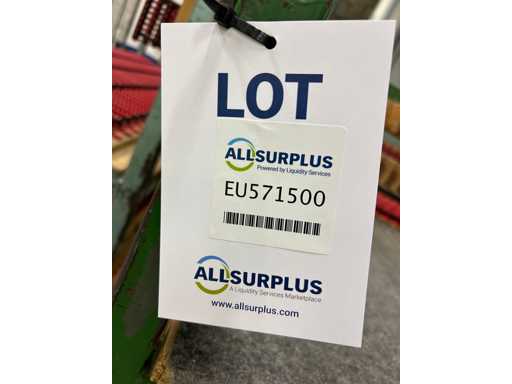 LOT
ALLSURPLUS
Powered by Liquidity Services
EU571500
ALLSURPLUS
A Liquidity Services Marketplace
www.allsurplus.com